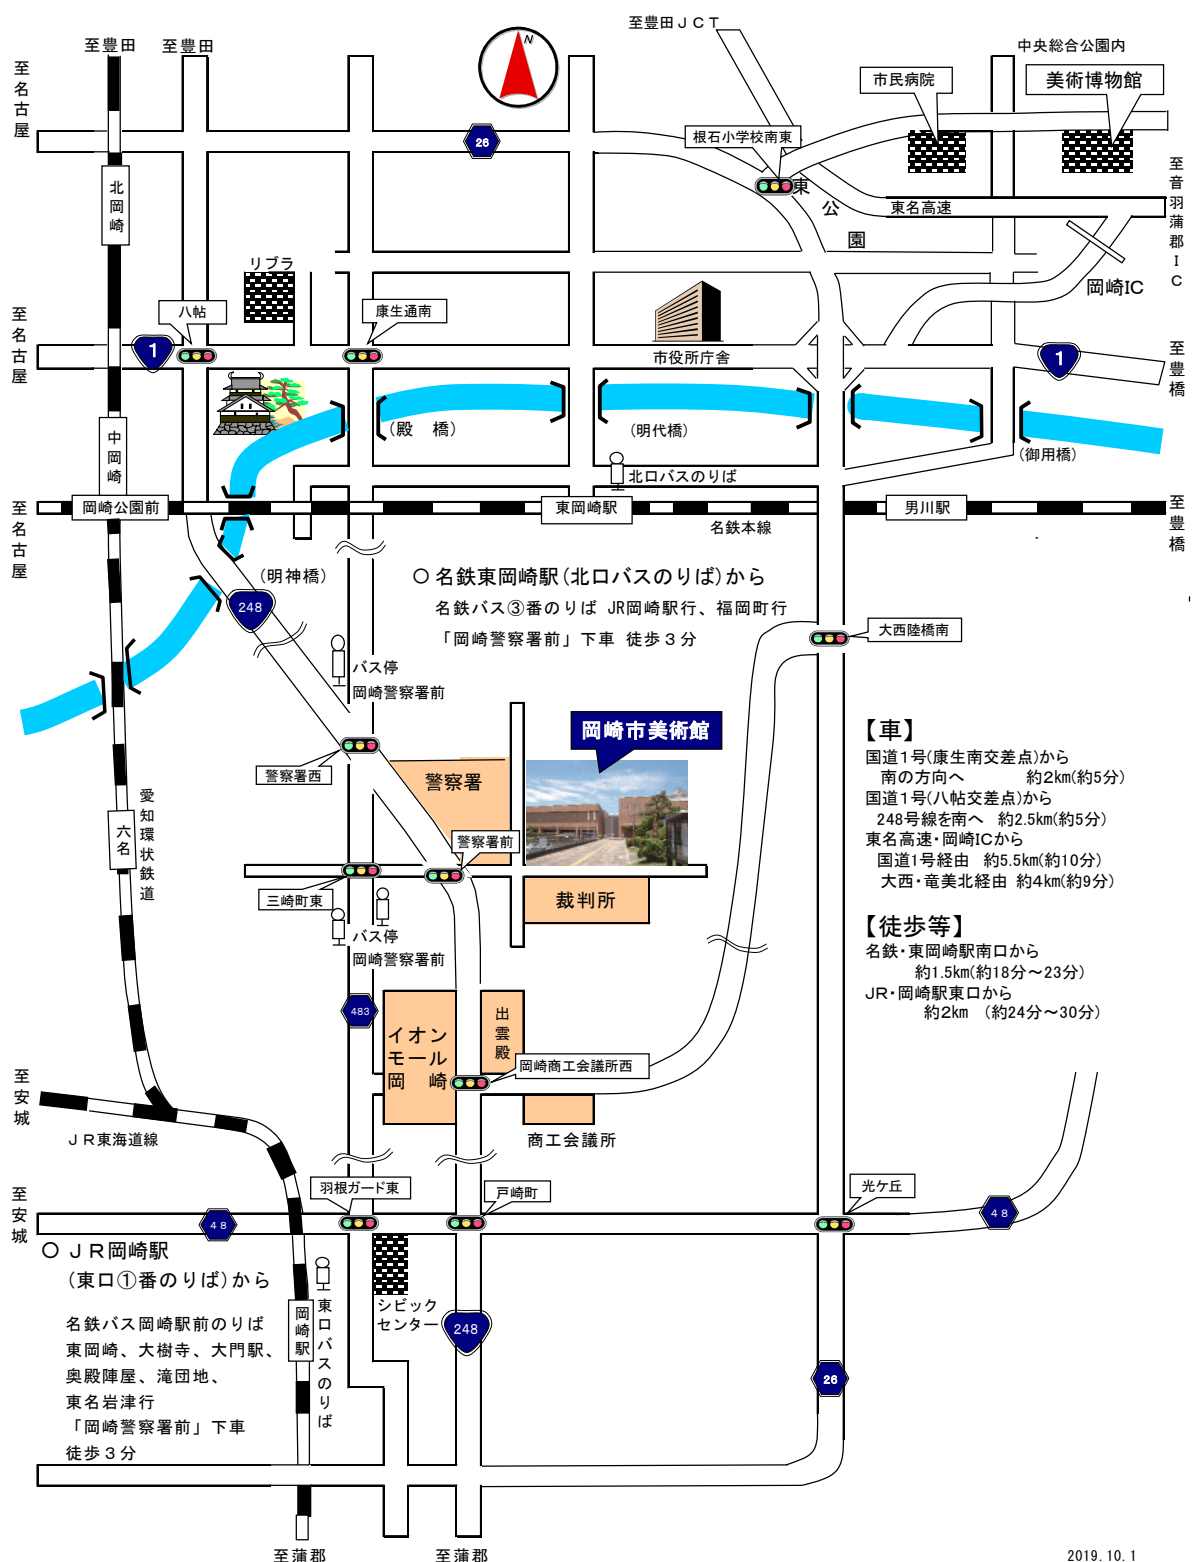 至豊田JCT
至豊田
至豊田
N
中央総合公園内
至名古屋
市民病院
美術博物館
26
根石小学校南東
至音羽蒲郡IC
北岡崎
東公園
東名高速
リブラ
岡崎IC
至名古屋
八帖
康生通南
1
市役所庁舎
1
至豊橋
(殿 橋)
(明代橋)
(御用橋)
中岡崎
北口バスのりば
至名古屋
岡崎公園前
東岡崎駅
男川駅
至豊橋
名鉄本線
(明神橋)
248
○ 名鉄東岡崎駅(北口バスのりば)から
名鉄バス③番のりば JR岡崎駅行、福岡町行
「岡崎警察署前」下車 徒歩3分
大西陸橋南
バス停
岡崎警察署前
岡崎市美術館
警察署西
警察署
【車】
国道1号(康生南交差点)から
南の方向へ 約2km(約5分)
国道1号(八帖交差点)から
248号線を南へ 約2.5km(約5分)
東名高速・岡崎ICから
国道1号経由 約5.5km(約10分)
大西・竜美北経由 約4km(約9分)
愛知環状鉄道
六名
警察署前
三崎町東
裁判所
バス停
岡崎警察署前
【徒歩等】
名鉄・東岡崎駅南口から
約1.5km(約18分～23分)
JR・岡崎駅東口から
約2km (約24分～30分)
483
イオン
モール
岡 崎
出雲殿
岡崎商工会議所西
至安城
JR東海道線
商工会議所
至安城
羽根ガード東
戸崎町
光ケ丘
48
48
○ JR岡崎駅
(東口①番のりば)から
名鉄バス岡崎駅前のりば
東岡崎、大樹寺、大門駅、
奥殿陣屋、滝団地、
東名岩津行
「岡崎警察署前」下車
徒歩3分
岡崎駅
東口バスのりば
シビック
センター
248
26
至蒲郡
至蒲郡
2019.10.1